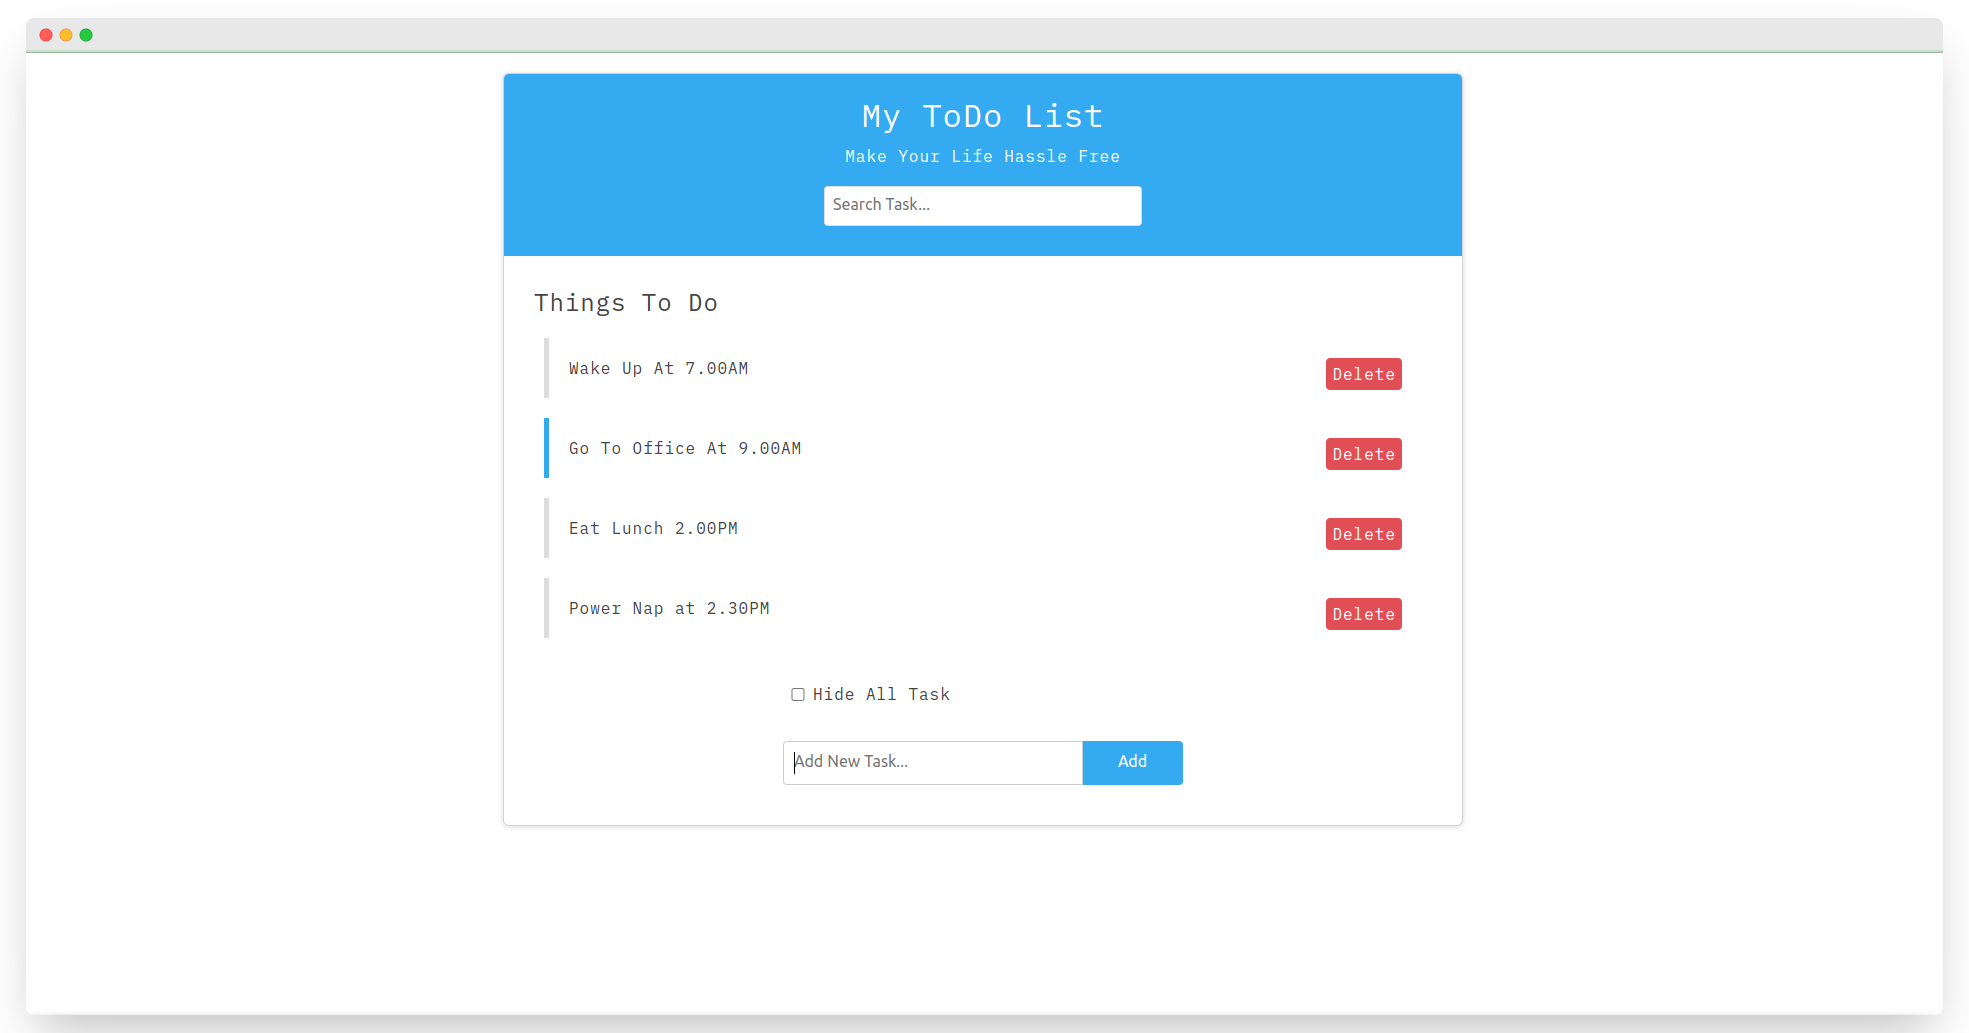 My ToDo List
Make Your Life Hassle Free
Search Task...
Things To Do
Wake Up At 7.00AM
Delete
Go To Office At 9.00AM
Delete
Eat Lunch 2.00PM
Delete
Power Nap at 2.30PM
Delete
Hide All Task
Add New Task...
Add